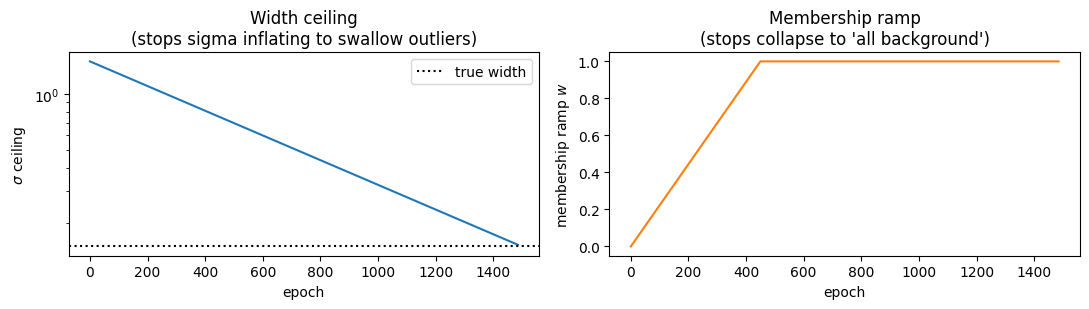 Width ceiling
(stops sigma inflating to swallow outliers)
σ ceiling
10⁰
true width
0 200 400 600 800 1000 1200 1400
epoch
Membership ramp
(stops collapse to 'all background')
membership ramp w
1.0
0.8
0.6
0.4
0.2
0.0
0 200 400 600 800 1000 1200 1400
epoch